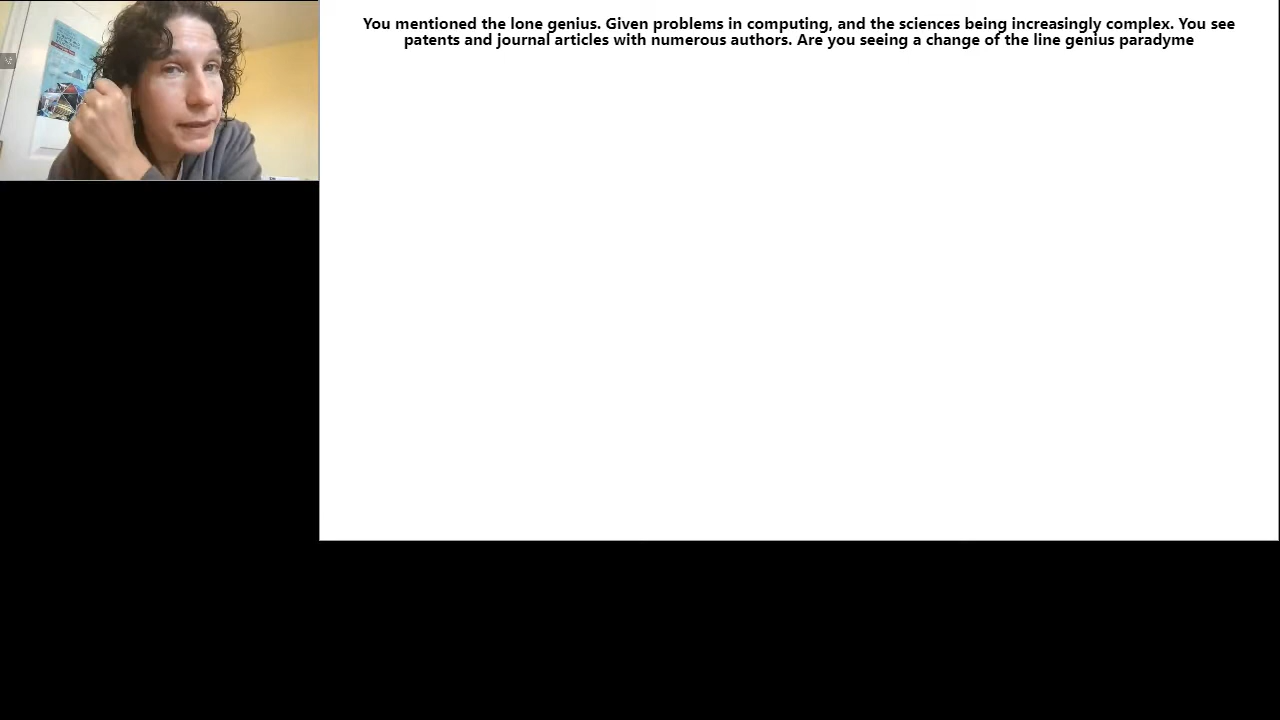 You mentioned the lone genius. Given problems in computing, and the sciences being increasingly complex. You see
patents and journal articles with numerous authors. Are you seeing a change of the line genius paradyme